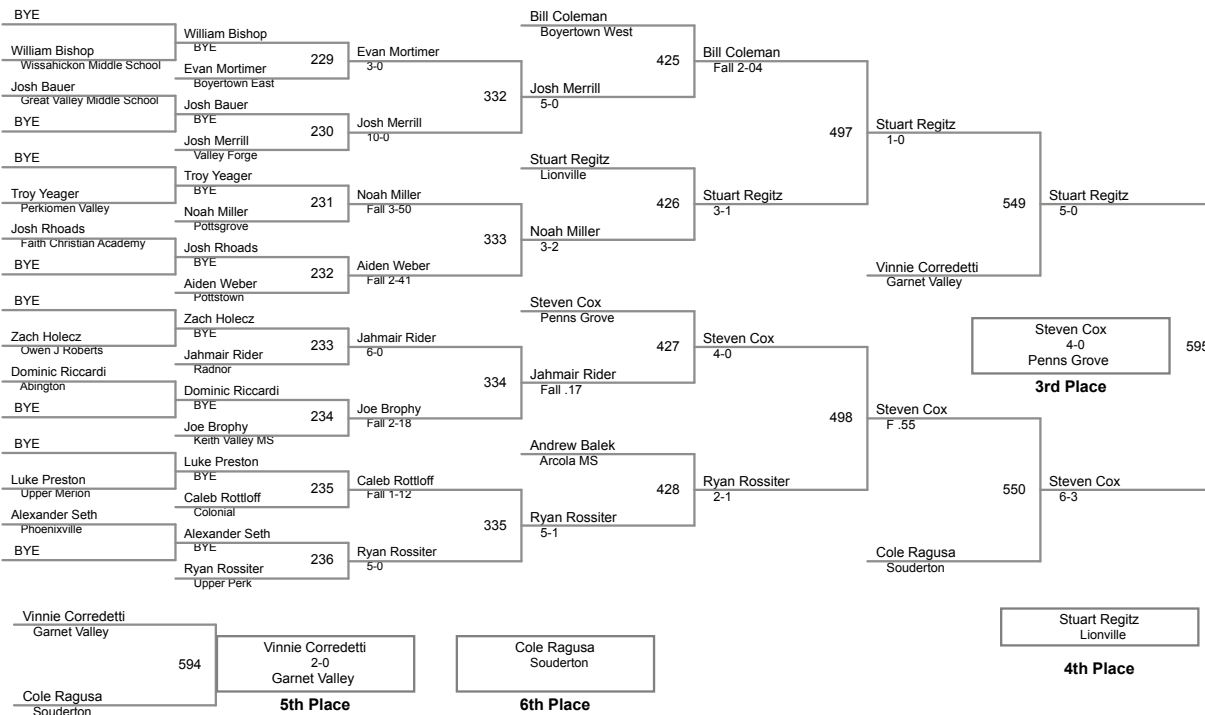 BYE
William Bishop
Wissahickon Middle School
Josh Bauer
Great Valley Middle School
BYE
BYE
Troy Yeager
Perkiomen Valley
Josh Rhoads
Faith Christian Academy
BYE
BYE
Zach Holecz
Owen J Roberts
Dominic Riccardi
Abington
BYE
BYE
Luke Preston
Upper Merion
Alexander Seth
Phoenixville
BYE
William Bishop
BYE
229
Evan Mortimer
Boyertown East
Josh Bauer
BYE
230
Josh Merrill
Valley Forge
Troy Yeager
BYE
231
Noah Miller
Pottsgrove
Josh Rhoads
BYE
232
Aiden Weber
Pottstown
Zach Holecz
BYE
233
Jahmair Rider
Radnor
Dominic Riccardi
BYE
234
Joe Brophy
Keith Valley MS
Luke Preston
BYE
235
Caleb Rottloff
Colonial
Alexander Seth
BYE
236
Ryan Rossiter
Upper Perk
Evan Mortimer
3-0
332
Josh Merrill
10-0
Noah Miller
Fall 3-50
333
Aiden Weber
Fall 2-41
Jahmair Rider
6-0
334
Joe Brophy
Fall 2-18
Caleb Rottloff
Fall 1-12
335
Ryan Rossiter
5-0
Bill Coleman
Boyertown West
425
Josh Merrill
5-0
Stuart Regitz
Lionville
426
Noah Miller
3-2
Steven Cox
Penns Grove
427
Jahmair Rider
Fall .17
Andrew Balek
Arcola MS
428
Ryan Rossiter
5-1
Bill Coleman
Fall 2-04
497
Stuart Regitz
3-1
Steven Cox
4-0
498
Ryan Rossiter
2-1
Stuart Regitz
1-0
549
Vinnie Corredetti
Garnet Valley
Steven Cox
F .55
550
Cole Ragusa
Souderton
Stuart Regitz
5-0
Steven Cox
6-3
Steven Cox
4-0
Penns Grove
595
3rd Place
Stuart Regitz
Lionville
4th Place
Vinnie Corredetti
Garnet Valley
594
Cole Ragusa
Souderton
Vinnie Corredetti
2-0
Garnet Valley
5th Place
Cole Ragusa
Souderton
6th Place